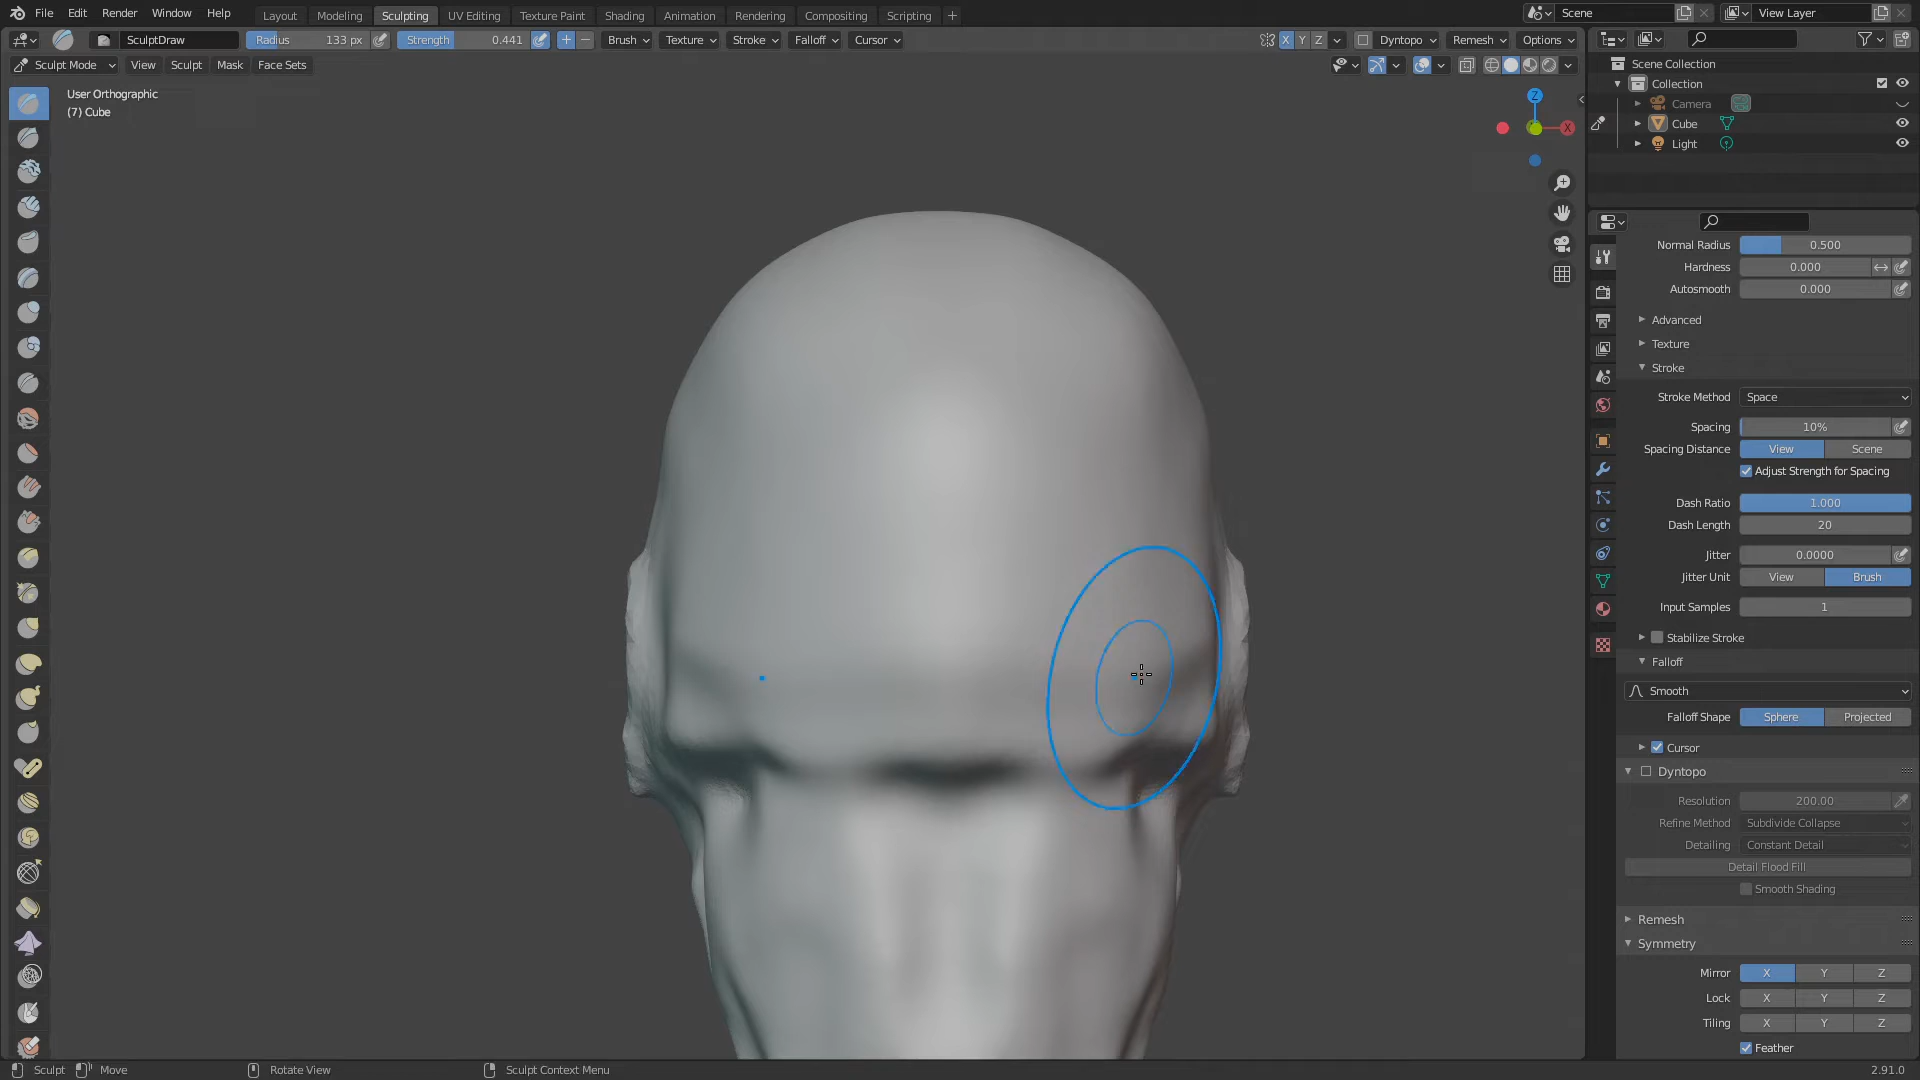 File Edit Render Window Help Layout Modeling Sculpting UV Editing Texture Paint Shading Animation Rendering Compositing Scripting + Scene View Layer
SculptDraw Radius 133 px Strength 0.441 + − Brush Texture Stroke Falloff Cursor X Y Z Dyntopo Remesh Options
Sculpt Mode View Sculpt Mask Face Sets
User Orthographic
(7) Cube
Z
X
Scene Collection
Collection
Camera
Cube
Light
Normal Radius 0.500
Hardness 0.000
Autosmooth 0.000
Advanced
Texture
Stroke
Stroke Method Space
Spacing 10%
Spacing Distance View Scene
Adjust Strength for Spacing
Dash Ratio 1.000
Dash Length 20
Jitter 0.0000
Jitter Unit View Brush
Input Samples 1
Stabilize Stroke
Falloff
Smooth
Falloff Shape Sphere Projected
Cursor
Dyntopo
Resolution 200.00
Refine Method Subdivide Collapse
Detailing Constant Detail
Detail Flood Fill
Smooth Shading
Remesh
Symmetry
Mirror X Y Z
Lock X Y Z
Tiling X Y Z
Feather
Sculpt Move Rotate View Sculpt Context Menu 2.91.0